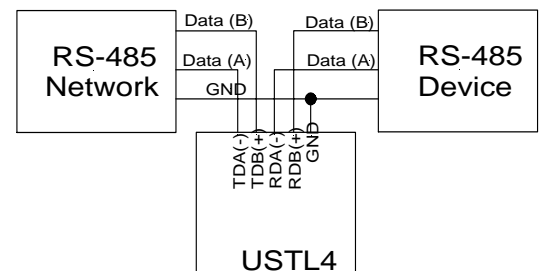 Data (B)
Data (B)
RS-485
Network
RS-485
Device
Data (A)
Data (A)
GND
TDA(-)
TDB(+)
RDA(-)
RDB(+)
GND
USTL4